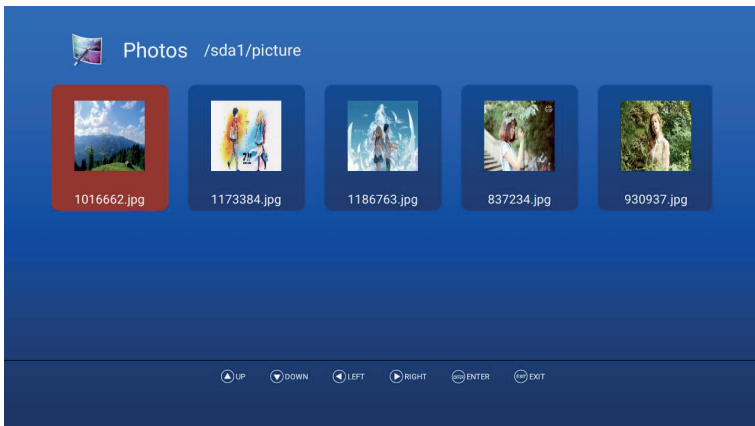 Photos /sda1/picture
1016662.jpg 1173384.jpg 1186763.jpg 837234.jpg 930937.jpg
UP DOWN LEFT RIGHT ENTER EXIT